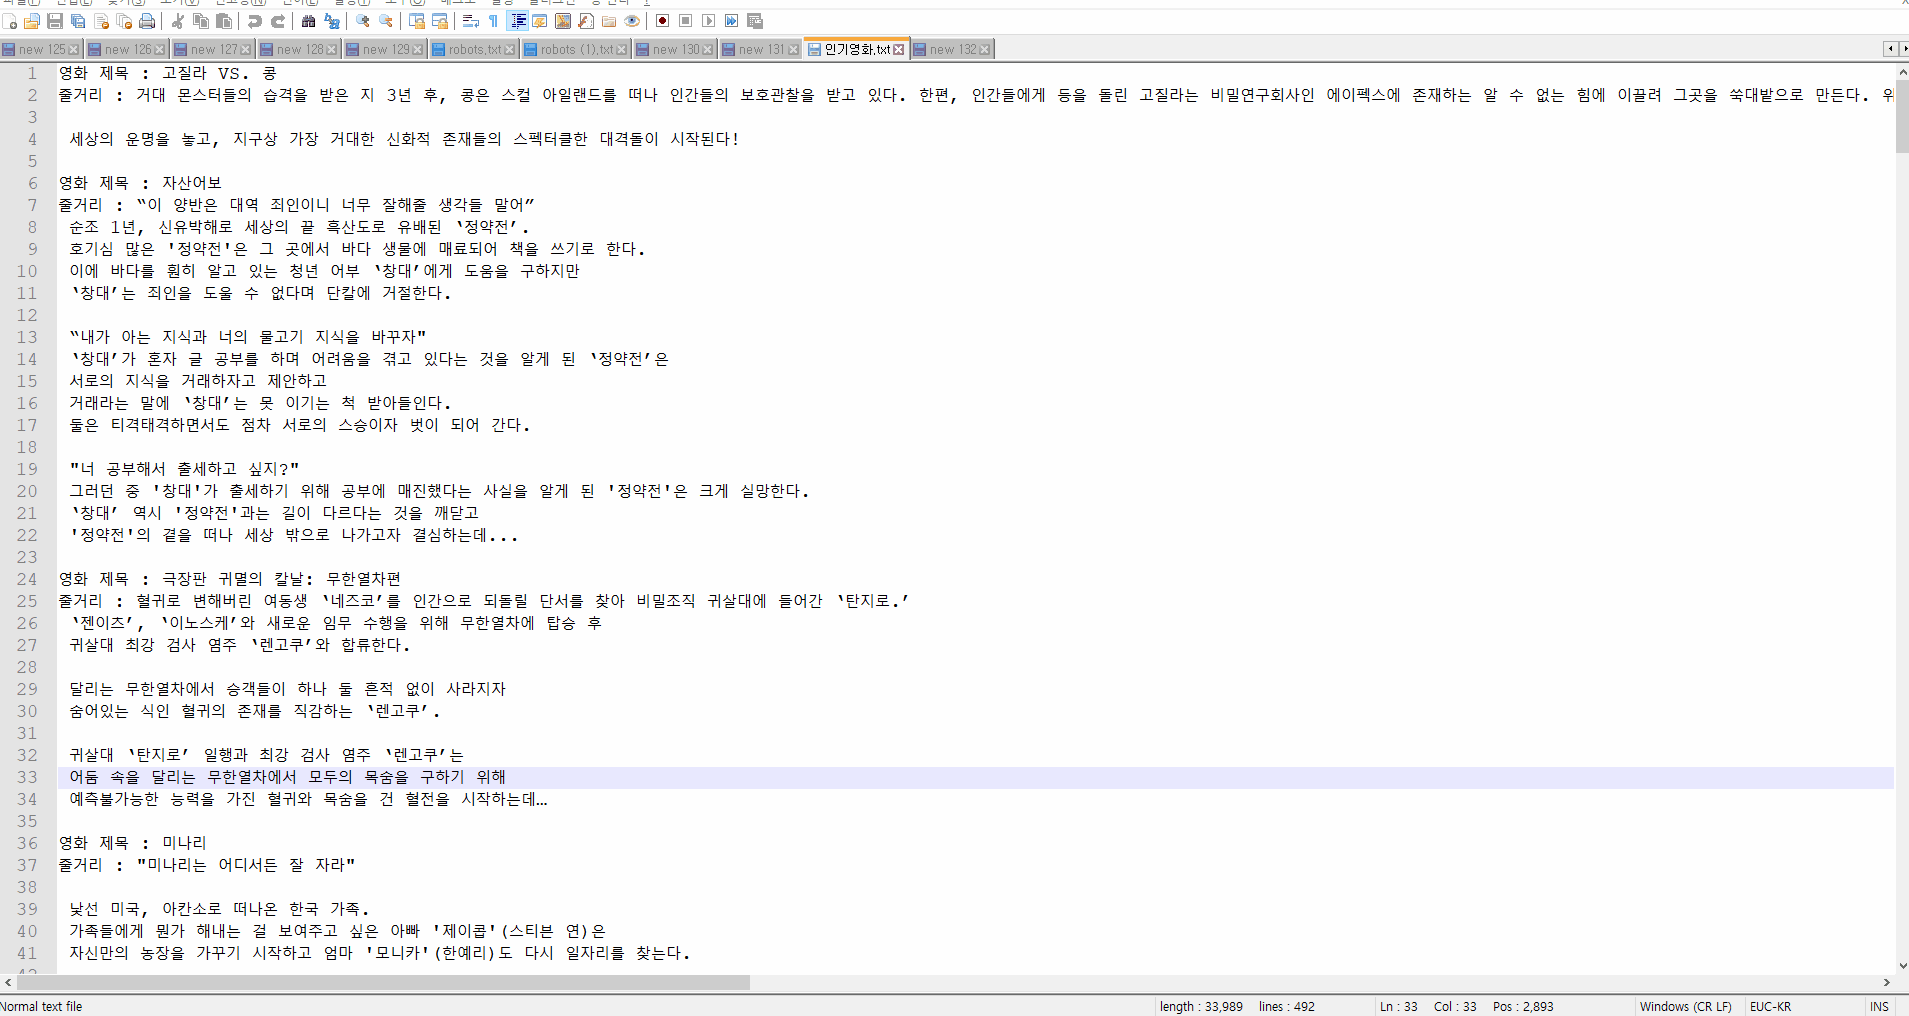 new 125
new 126
new 127
new 128
new 129
robots.txt
robots (1).txt
new 130
new 131
인기영화.txt
new 132
1 영화 제목 : 고질라 VS. 콩
2 줄거리 : 거대 몬스터들의 습격을 받은 지 3년 후, 콩은 스컬 아일랜드를 떠나 인간들의 보호관찰을 받고 있다. 한편, 인간들에게 등을 돌린 고질라는 비밀연구회사인 에이펙스에 존재하는 알 수 없는 힘에 이끌려 그곳을 쑥대밭으로 만든다.
3
4 세상의 운명을 놓고, 지구상 가장 거대한 신화적 존재들의 스펙터클한 대격돌이 시작된다!
5
6 영화 제목 : 자산어보
7 줄거리 : “이 양반은 대역 죄인이니 너무 잘해줄 생각들 말어”
8 순조 1년, 신유박해로 세상의 끝 흑산도로 유배된 ‘정약전’.
9 호기심 많은 '정약전'은 그 곳에서 바다 생물에 매료되어 책을 쓰기로 한다.
10 이에 바다를 훤히 알고 있는 청년 어부 ‘창대’에게 도움을 구하지만
11 ‘창대’는 죄인을 도울 수 없다며 단칼에 거절한다.
12
13 “내가 아는 지식과 너의 물고기 지식을 바꾸자"
14 ‘창대’가 혼자 글 공부를 하며 어려움을 겪고 있다는 것을 알게 된 ‘정약전’은
15 서로의 지식을 거래하자고 제안하고
16 거래라는 말에 ‘창대’는 못 이기는 척 받아들인다.
17 둘은 티격태격하면서도 점차 서로의 스승이자 벗이 되어 간다.
18
19 "너 공부해서 출세하고 싶지?"
20 그러던 중 '창대'가 출세하기 위해 공부에 매진했다는 사실을 알게 된 '정약전'은 크게 실망한다.
21 ‘창대’ 역시 '정약전'과는 길이 다르다는 것을 깨닫고
22 '정약전'의 곁을 떠나 세상 밖으로 나가고자 결심하는데...
23
24 영화 제목 : 극장판 귀멸의 칼날: 무한열차편
25 줄거리 : 혈귀로 변해버린 여동생 ‘네즈코’를 인간으로 되돌릴 단서를 찾아 비밀조직 귀살대에 들어간 ‘탄지로.’
26 ‘젠이츠’, ‘이노스케’와 새로운 임무 수행을 위해 무한열차에 탑승 후
27 귀살대 최강 검사 염주 ‘렌고쿠’와 합류한다.
28
29 달리는 무한열차에서 승객들이 하나 둘 흔적 없이 사라지자
30 숨어있는 식인 혈귀의 존재를 직감하는 ‘렌고쿠’.
31
32 귀살대 ‘탄지로’ 일행과 최강 검사 염주 ‘렌고쿠’는
33 어둠 속을 달리는 무한열차에서 모두의 목숨을 구하기 위해
34 예측불가능한 능력을 가진 혈귀와 목숨을 건 혈전을 시작하는데…
35
36 영화 제목 : 미나리
37 줄거리 : "미나리는 어디서든 잘 자라"
38
39 낯선 미국, 아칸소로 떠나온 한국 가족.
40 가족들에게 뭔가 해내는 걸 보여주고 싶은 아빠 '제이콥'(스티븐 연)은
41 자신만의 농장을 가꾸기 시작하고 엄마 '모니카'(한예리)도 다시 일자리를 찾는다.
Normal text file
length : 33,989 lines : 492
Ln : 33 Col : 33 Pos : 2,893
Windows (CR LF)
EUC-KR
INS